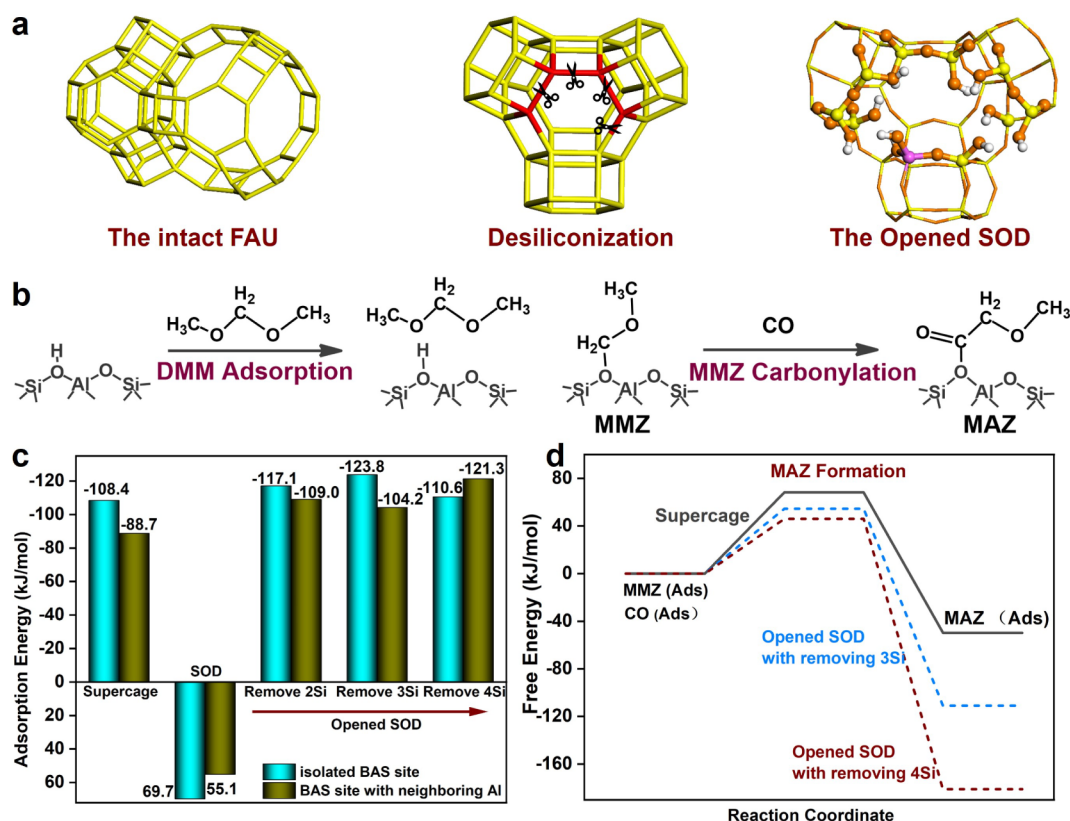 a
The intact FAU
Desiliconization
The Opened SOD
b
H
O
Si
Al
O
Si
H₃C
O
H₂
C
O
CH₃
DMM Adsorption
H₃C
O
H₂
C
O
CH₃
H
O
Si
Al
O
Si
H₃C
O
H₂C
O
Si
Al
O
Si
MMZ
CO
MMZ Carbonylation
O
C
H₂
C
O
CH₃
O
Si
Al
O
Si
MAZ
c
Adsorption Energy (kJ/mol)
-120
-100
-80
-60
-40
-20
0
20
40
60
-108.4
-88.7
-117.1
-109.0
-123.8
-104.2
-110.6
-121.3
Supercage
SOD
Remove 2Si
Remove 3Si
Remove 4Si
Opened SOD
69.7
55.1
isolated BAS site
BAS site with neighboring Al
d
Free Energy (kJ/mol)
80
40
0
-40
-80
-120
-160
MAZ Formation
Supercage
MMZ (Ads)
CO (Ads)
MAZ (Ads)
Opened SOD
with removing 3Si
Opened SOD
with removing 4Si
Reaction Coordinate